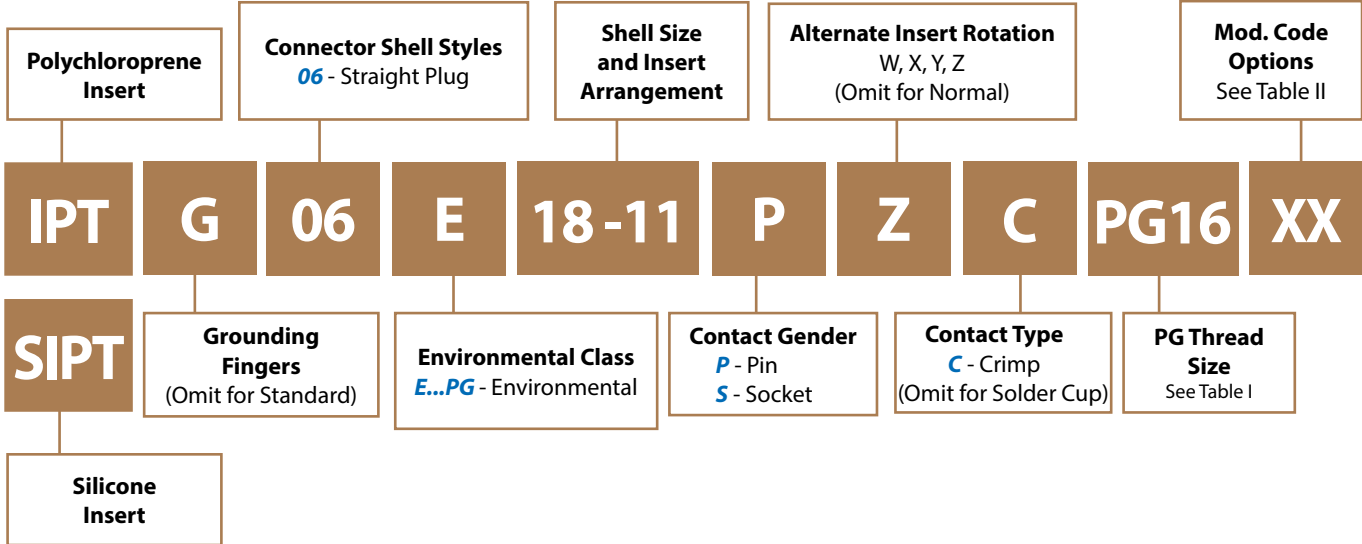 Polychloroprene
Insert
Connector Shell Styles
06 - Straight Plug
Shell Size
and Insert
Arrangement
Alternate Insert Rotation
W, X, Y, Z
(Omit for Normal)
Mod. Code
Options
See Table II
IPT G 06 E 18-11 P Z C PG16 XX
SIPT
Grounding
Fingers
(Omit for Standard)
Environmental Class
E...PG - Environmental
Contact Gender
P - Pin
S - Socket
Contact Type
C - Crimp
(Omit for Solder Cup)
PG Thread
Size
See Table I
Silicone
Insert